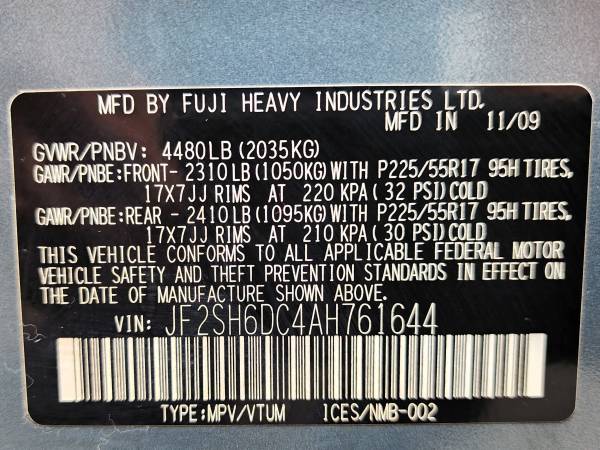 MFD BY FUJI HEAVY INDUSTRIES LTD.
MFD IN 11/09
GVWR/PNBV: 4480LB(2035KG)
GAWR/PNBE:FRONT- 2310LB(1050KG)WITH P225/55R17 95H TIRES,
17X7JJ RIMS AT 220 KPA(32 PSI)COLD
GAWR/PNBE:REAR - 2410LB(1095KG)WITH P225/55R17 95H TIRES,
17X7JJ RIMS AT 210 KPA(30 PSI)COLD
THIS VEHICLE CONFORMS TO ALL APPLICABLE FEDERAL MOTOR
VEHICLE SAFETY AND THEFT PREVENTION STANDARDS IN EFFECT ON
THE DATE OF MANUFACTURE SHOWN ABOVE.
VIN: JF2SH6DC4AH761644
TYPE:MPV/VTUM ICES/NMB-002